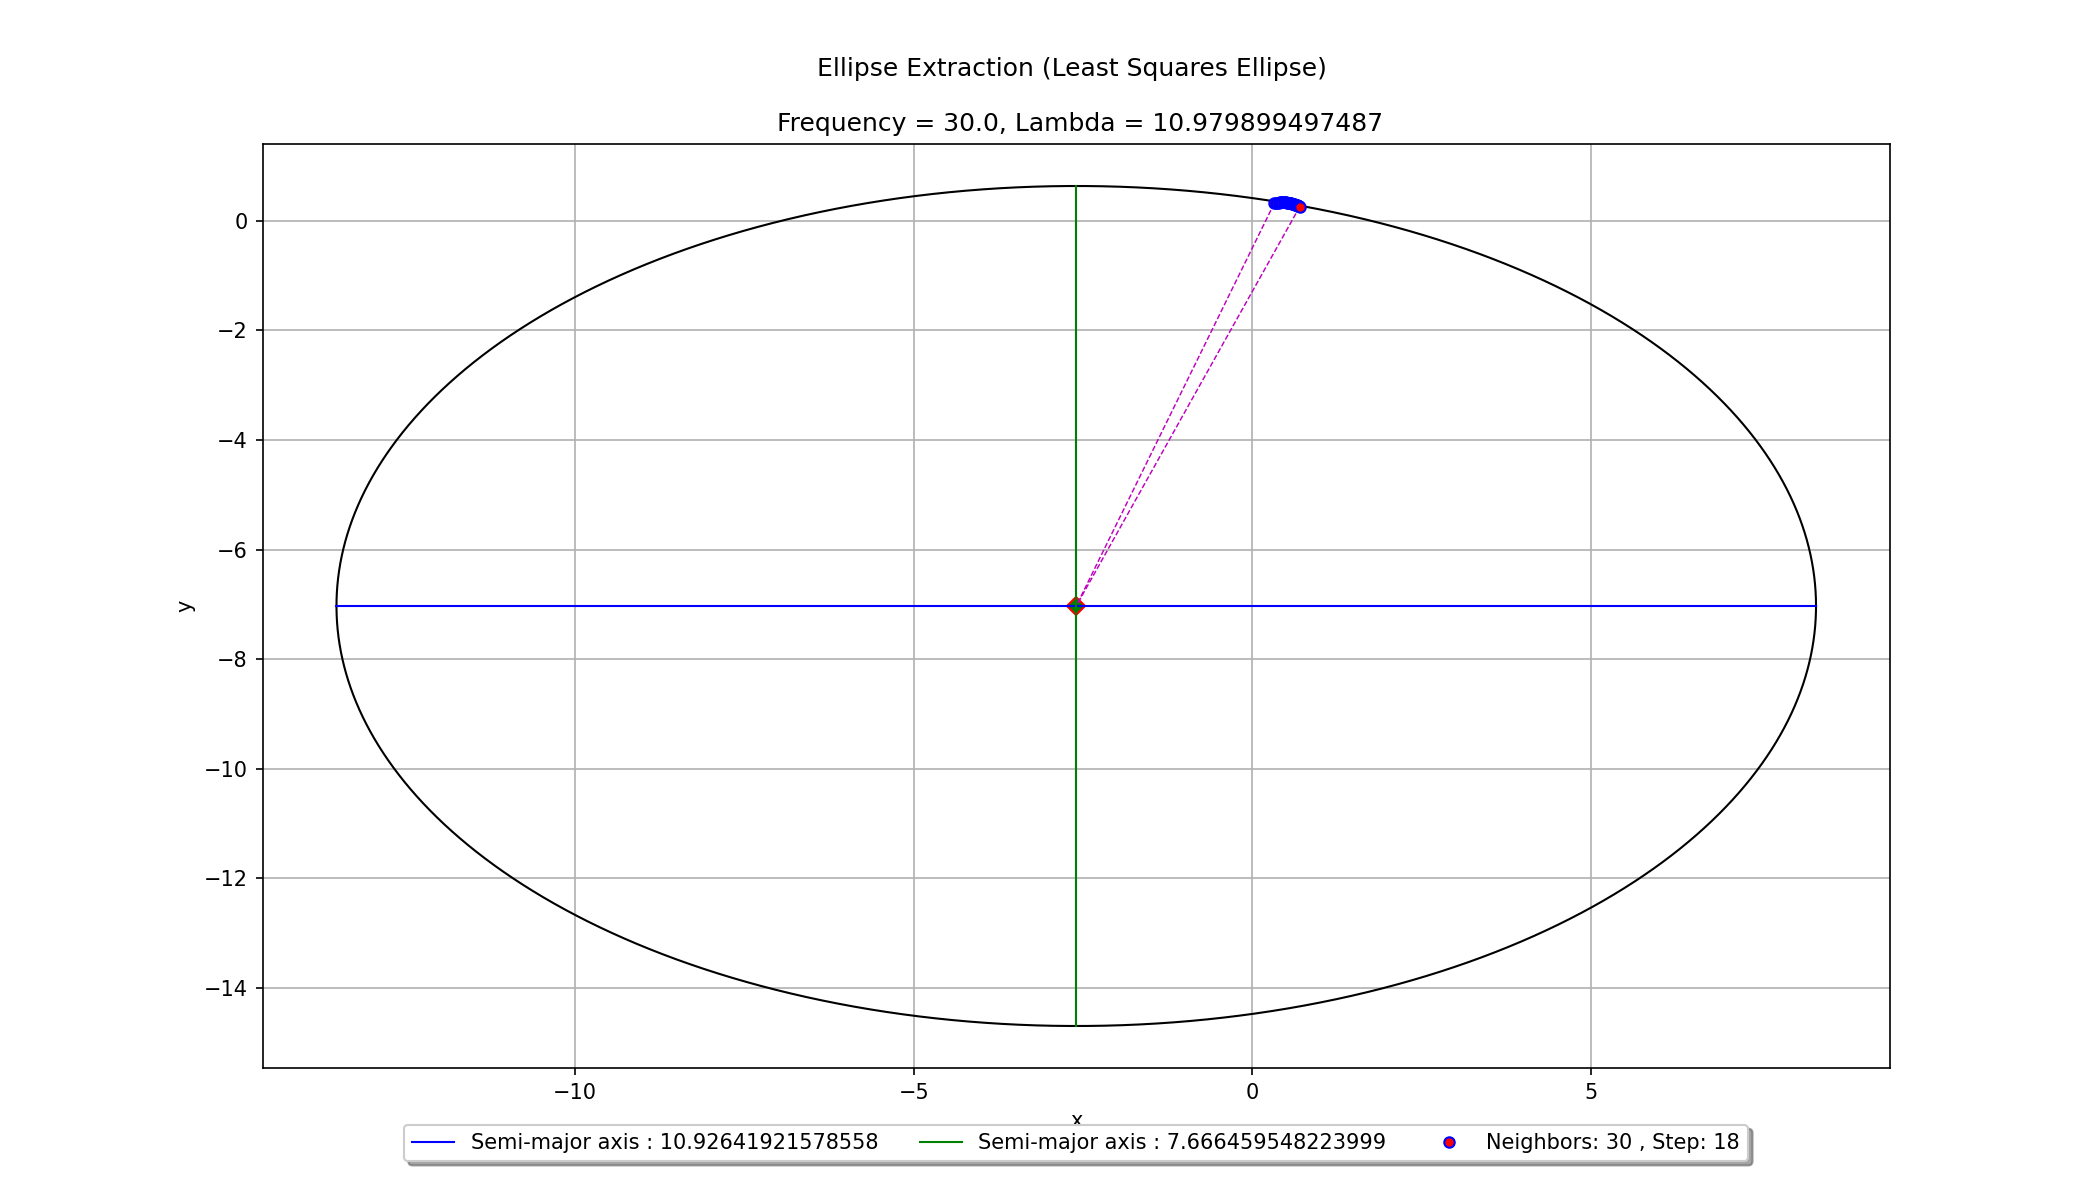 Ellipse Extraction (Least Squares Ellipse)
Frequency = 30.0, Lambda = 10.979899497487
y
0
−2
−4
−6
−8
−10
−12
−14
−10 −5 0 5
x
Semi-major axis : 10.92641921578558 Semi-major axis : 7.666459548223999 Neighbors: 30 , Step: 18